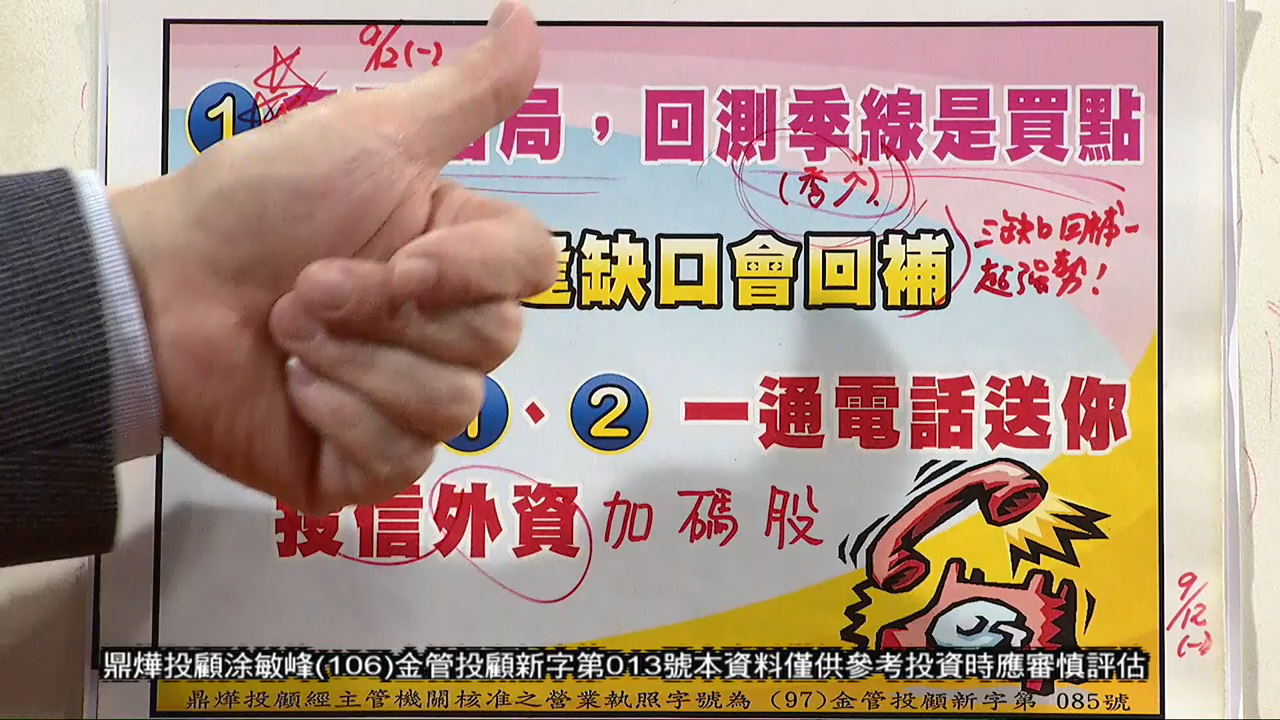 9/12(一)
1 局，回測季線是買點
(秀介)
缺口會回補
三缺口回補一
起強勢！
1、2 一通電話送你
投信外資加碼股
9/12
(一)
鼎燁投顧涂敏峰(106)金管投顧新字第013號本資料僅供參考投資時應審慎評估
鼎燁投顧經主管機關核准之營業執照字號為 (97)金管投顧新字第 085號